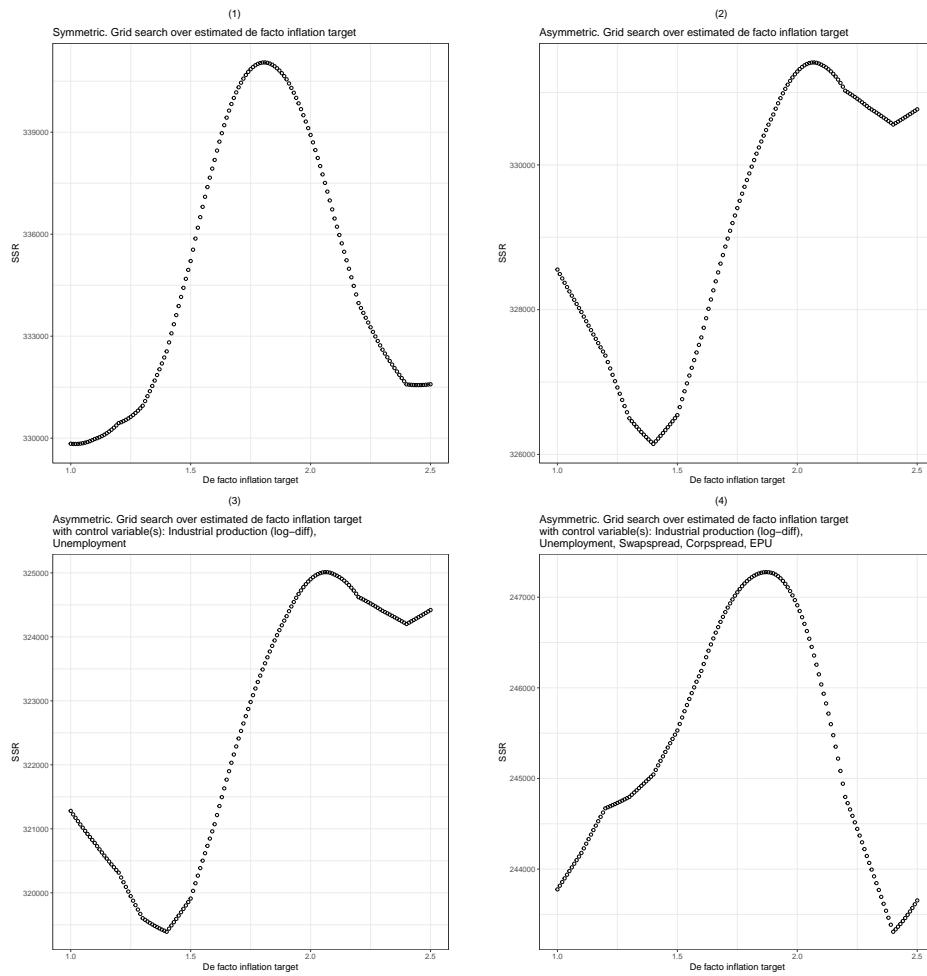 (1)
Symmetric. Grid search over estimated de facto inflation target
339000
336000
333000
330000
SSR
1.0 1.5 2.0 2.5
De facto inflation target
(2)
Asymmetric. Grid search over estimated de facto inflation target
330000
328000
326000
SSR
1.0 1.5 2.0 2.5
De facto inflation target
(3)
Asymmetric. Grid search over estimated de facto inflation target
with control variable(s): Industrial production (log−diff),
Unemployment
325000
324000
323000
322000
321000
320000
SSR
1.0 1.5 2.0 2.5
De facto inflation target
(4)
Asymmetric. Grid search over estimated de facto inflation target
with control variable(s): Industrial production (log−diff),
Unemployment, Swapspread, Corpspread, EPU
247000
246000
245000
244000
SSR
1.0 1.5 2.0 2.5
De facto inflation target